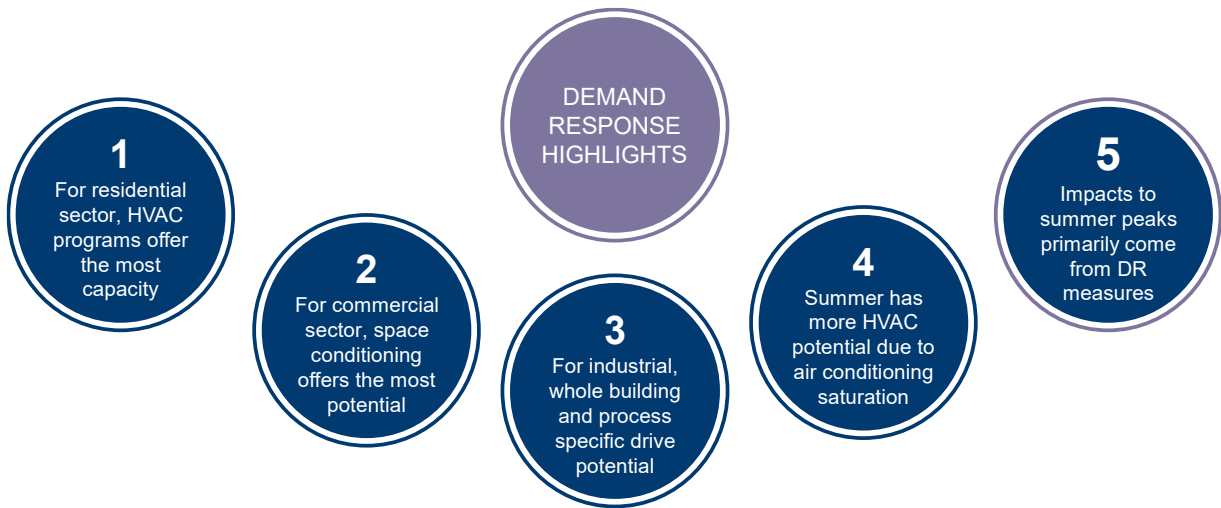 DEMAND
RESPONSE
HIGHLIGHTS
1
For residential
sector, HVAC
programs offer
the most
capacity
2
For commercial
sector, space
conditioning
offers the most
potential
3
For industrial,
whole building
and process
specific drive
potential
4
Summer has
more HVAC
potential due to
air conditioning
saturation
5
Impacts to
summer peaks
primarily come
from DR
measures